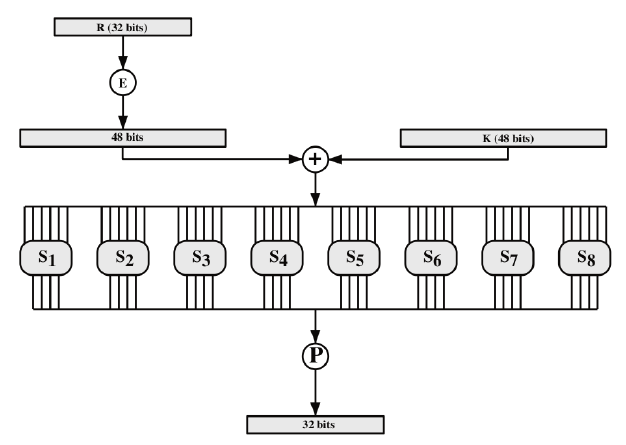 R (32 bits)
E
48 bits
K (48 bits)
+
S1 S2 S3 S4 S5 S6 S7 S8
P
32 bits